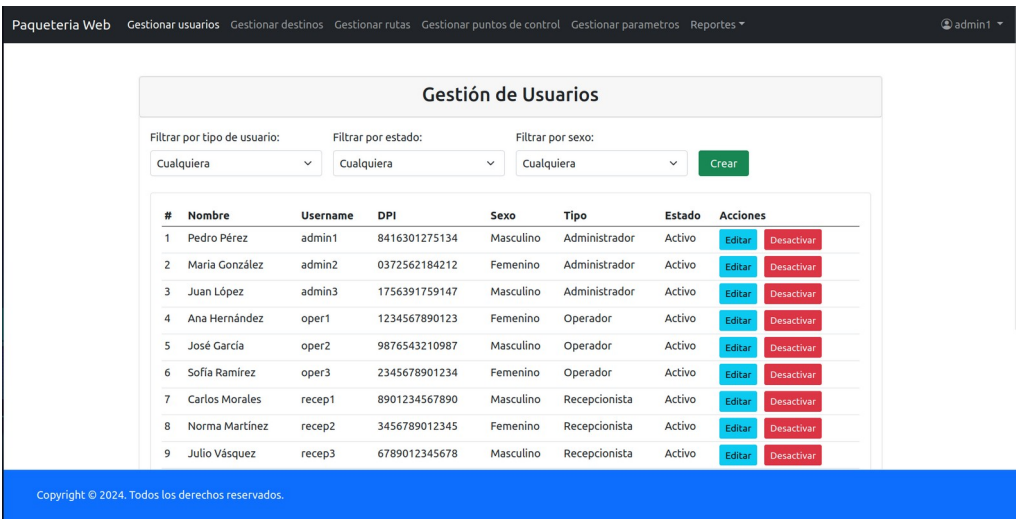 Paqueteria Web Gestionar usuarios Gestionar destinos Gestionar rutas Gestionar puntos de control Gestionar parametros Reportes admin1
Gestión de Usuarios
Filtrar por tipo de usuario: Filtrar por estado: Filtrar por sexo:
Cualquiera Cualquiera Cualquiera Crear
# Nombre Username DPI Sexo Tipo Estado Acciones
1 Pedro Pérez admin1 8416301275134 Masculino Administrador Activo Editar Desactivar
2 Maria González admin2 0372562184212 Femenino Administrador Activo Editar Desactivar
3 Juan López admin3 1756391759147 Masculino Administrador Activo Editar Desactivar
4 Ana Hernández oper1 1234567890123 Femenino Operador Activo Editar Desactivar
5 José García oper2 9876543210987 Masculino Operador Activo Editar Desactivar
6 Sofía Ramírez oper3 2345678901234 Femenino Operador Activo Editar Desactivar
7 Carlos Morales recep1 8901234567890 Masculino Recepcionista Activo Editar Desactivar
8 Norma Martínez recep2 3456789012345 Femenino Recepcionista Activo Editar Desactivar
9 Julio Vásquez recep3 6789012345678 Masculino Recepcionista Activo Editar Desactivar
Copyright © 2024. Todos los derechos reservados.